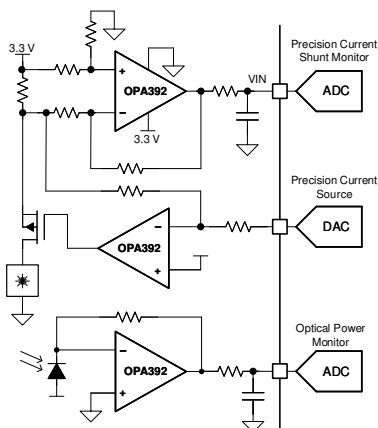 3.3 V
Precision Current
Shunt Monitor
+
OPA392
VIN
ADC
−
3.3 V
Precision Current
Source
−
OPA392
DAC
+
Optical Power
Monitor
−
OPA392
ADC
+